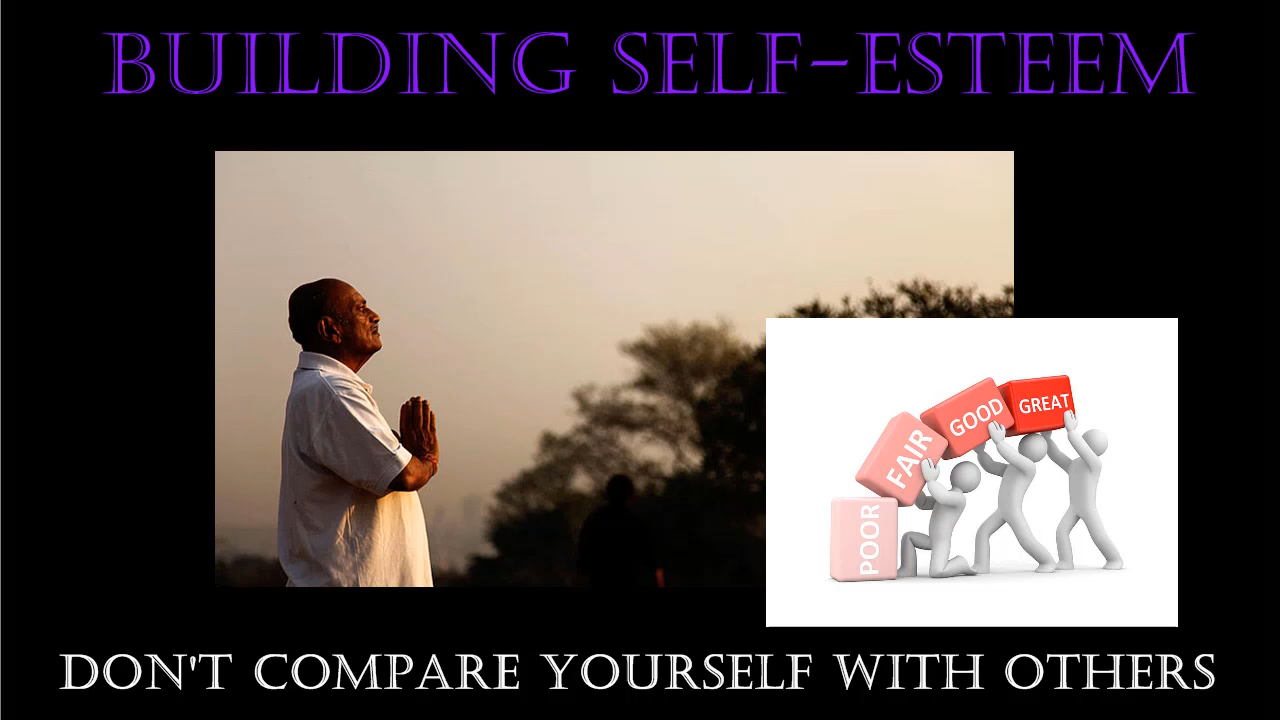 BUILDING SELF-ESTEEM
GREAT
GOOD
FAIR
POOR
DON'T COMPARE YOURSELF WITH OTHERS